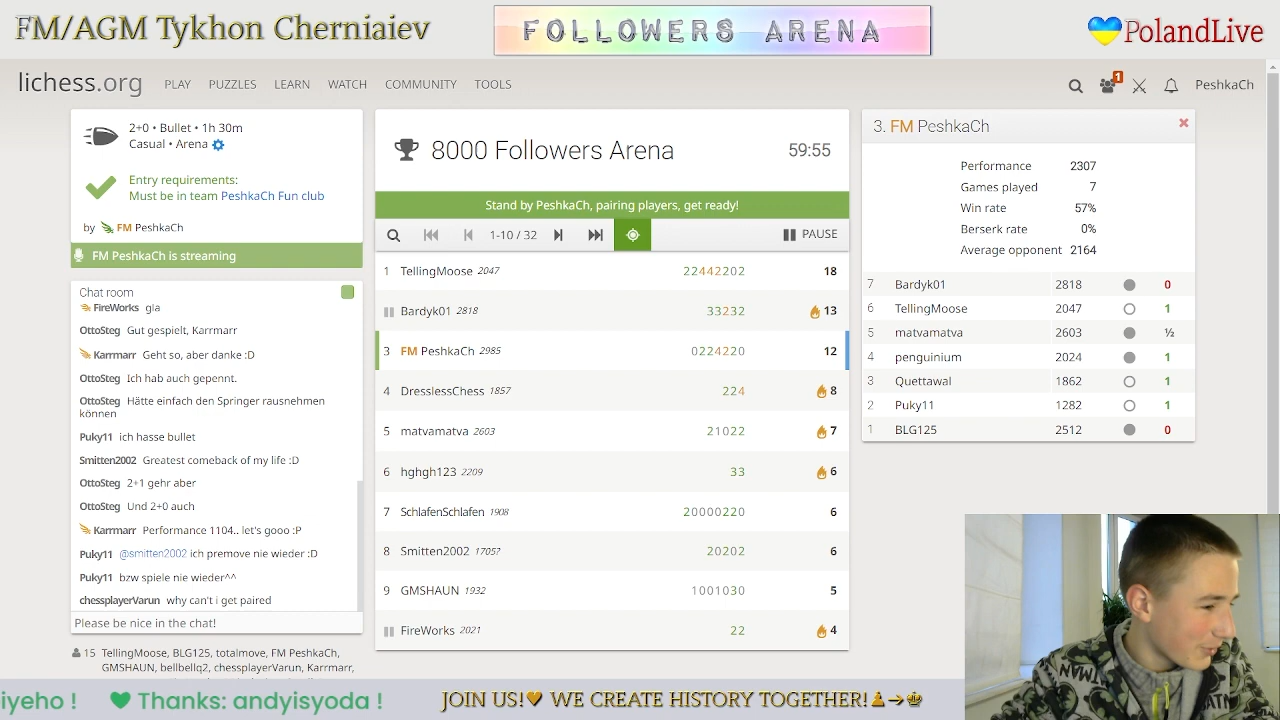 FM/AGM Tykhon Cherniaiev
FOLLOWERS ARENA
PolandLive
lichess.org PLAY PUZZLES LEARN WATCH COMMUNITY TOOLS
1
PeshkaCh
2+0 • Bullet • 1h 30m
Casual • Arena
Entry requirements:
Must be in team PeshkaCh Fun club
by FM PeshkaCh
FM PeshkaCh is streaming
Chat room
FireWorks gla
OttoSteg Gut gespielt, Karrmarr
Karrmarr Geht so, aber danke :D
OttoSteg Ich hab auch gepennt.
OttoSteg Hätte einfach den Springer rausnehmen
können
Puky11 ich hasse bullet
Smitten2002 Greatest comeback of my life :D
OttoSteg 2+1 gehr aber
OttoSteg Und 2+0 auch
Karrmarr Performance 1104.. let's gooo :P
Puky11 @smitten2002 ich premove nie wieder :D
Puky11 bzw spiele nie wieder^^
chessplayerVarun why can't i get paired
Please be nice in the chat!
15 TellingMoose, BLG125, totalmove, FM PeshkaCh,
GMSHAUN, bellbellq2, chessplayerVarun, Karrmarr,
8000 Followers Arena 59:55
Stand by PeshkaCh, pairing players, get ready!
1-10 / 32 PAUSE
1 TellingMoose 2047 22442202 18
Bardyk01 2818 33232 13
3 FM PeshkaCh 2985 0224220 12
4 DresslessChess 1857 224 8
5 matvamatva 2603 21022 7
6 hghgh123 2209 33 6
7 SchlafenSchlafen 1908 20000220 6
8 Smitten2002 1705? 20202 6
9 GMSHAUN 1932 1001030 5
FireWorks 2021 22 4
3. FM PeshkaCh
Performance 2307
Games played 7
Win rate 57%
Berserk rate 0%
Average opponent 2164
7 Bardyk01 2818 0
6 TellingMoose 2047 1
5 matvamatva 2603 ½
4 penguinium 2024 1
3 Quettawal 1862 1
2 Puky11 1282 1
1 BLG125 2512 0
iyeho ! Thanks: andyisyoda ! JOIN US! WE CREATE HISTORY TOGETHER!